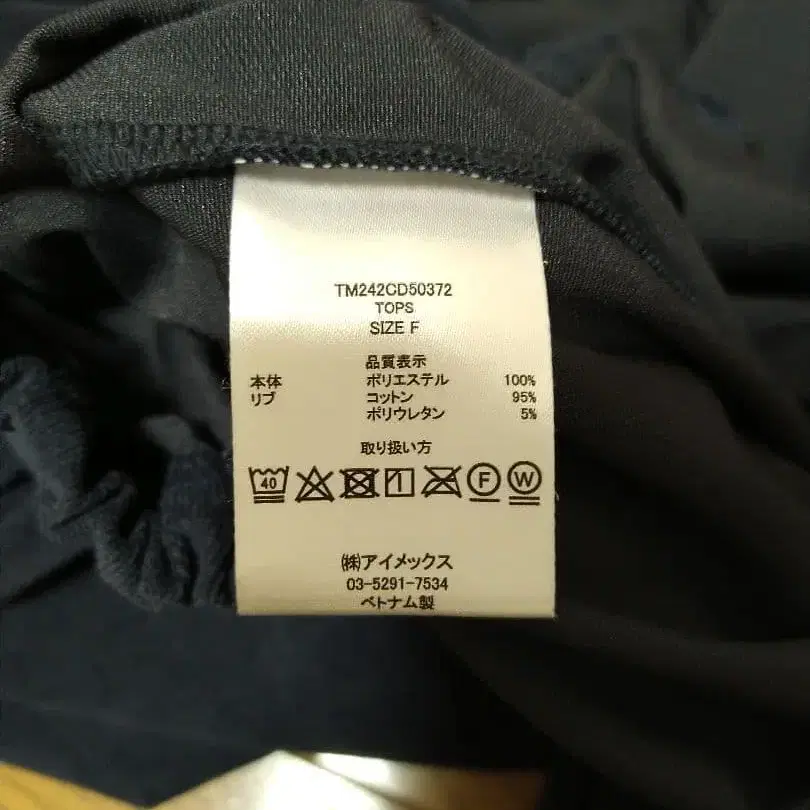 TM242CD50372
TOPS
SIZE F
品質表示
本体 ポリエステル 100%
リブ コットン 95%
ポリウレタン 5%
取り扱い方
40 F W
㈱アイメックス
03-5291-7534
ベトナム製